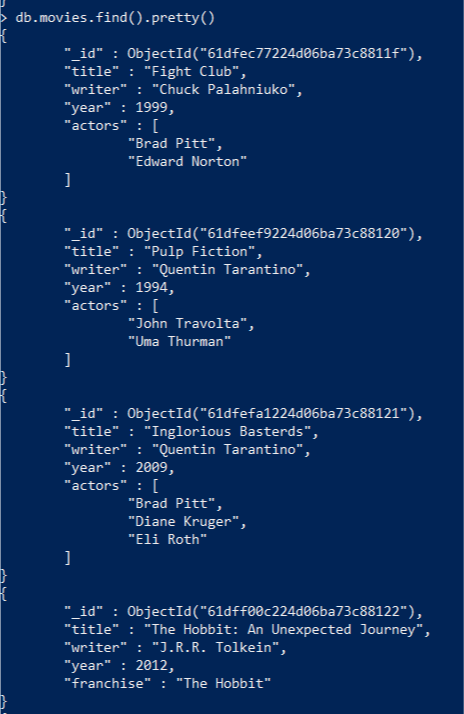 }
> db.movies.find().pretty()
{
"_id" : ObjectId("61dfec77224d06ba73c8811f"),
"title" : "Fight Club",
"writer" : "Chuck Palahniuko",
"year" : 1999,
"actors" : [
"Brad Pitt",
"Edward Norton"
]
}
{
"_id" : ObjectId("61dfeef9224d06ba73c88120"),
"title" : "Pulp Fiction",
"writer" : "Quentin Tarantino",
"year" : 1994,
"actors" : [
"John Travolta",
"Uma Thurman"
]
}
{
"_id" : ObjectId("61dfefa1224d06ba73c88121"),
"title" : "Inglorious Basterds",
"writer" : "Quentin Tarantino",
"year" : 2009,
"actors" : [
"Brad Pitt",
"Diane Kruger",
"Eli Roth"
]
}
{
"_id" : ObjectId("61dff00c224d06ba73c88122"),
"title" : "The Hobbit: An Unexpected Journey",
"writer" : "J.R.R. Tolkein",
"year" : 2012,
"franchise" : "The Hobbit"
}